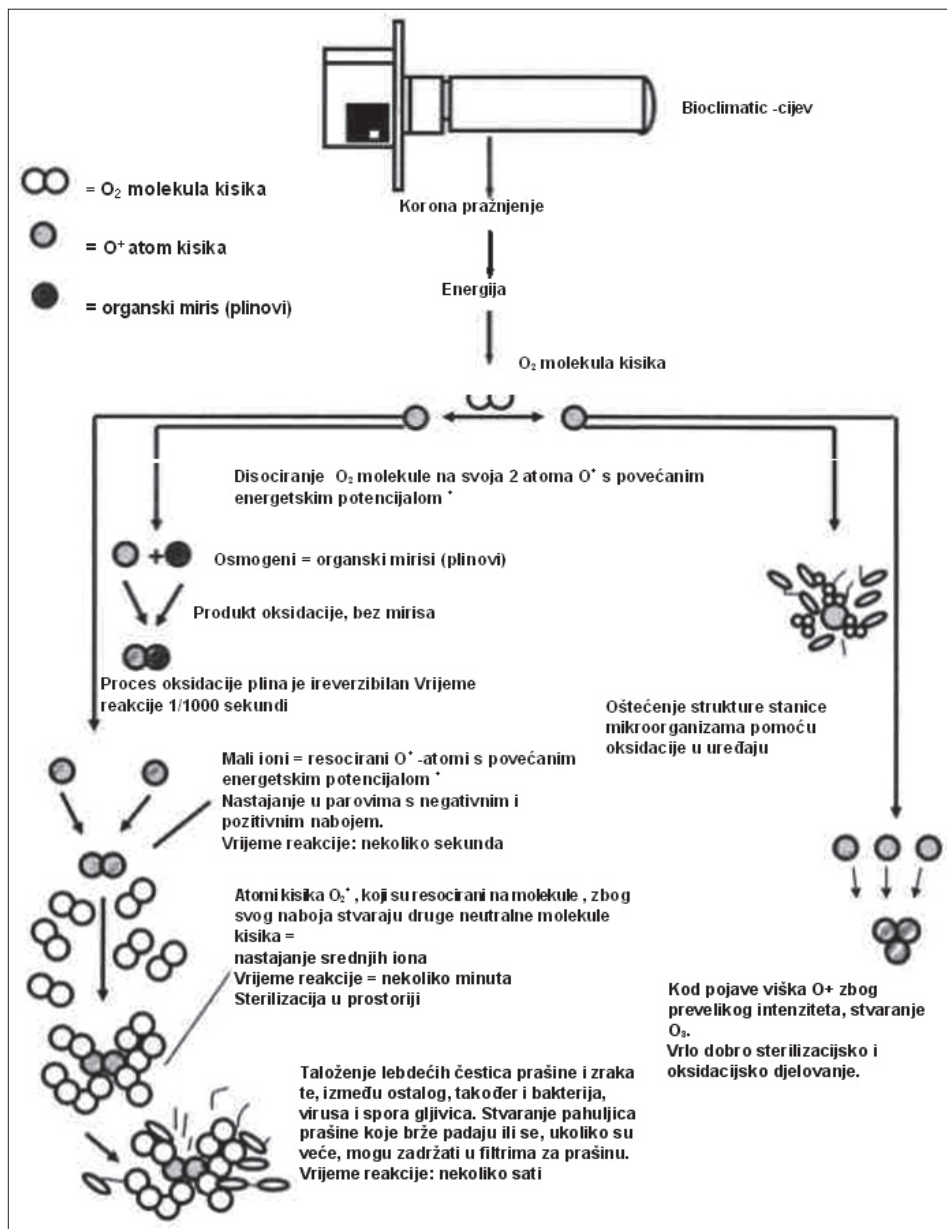 Bioclimatic -cijev
= O₂ molekula kisika
Korona pražnjenje
= O⁺ atom kisika
Energija
= organski miris (plinovi)
O₂ molekula kisika
Disociranje O₂ molekule na svoja 2 atoma O⁺ s povećanim
energetskim potencijalom ⁺
+
Osmogeni = organski mirisi (plinovi)
Produkt oksidacije, bez mirisa
Proces oksidacije plina je ireverzibilan Vrijeme
reakcije 1/1000 sekundi
Oštećenje strukture stanice
mikroorganizama pomoću
oksidacije u uređaju
Mali ioni = resocirani O⁺ -atomi s povećanim
energetskim potencijalom ⁺
Nastajanje u parovima s negativnim i
pozitivnim nabojem.
Vrijeme reakcije: nekoliko sekunda
Atomi kisika O₂⁺, koji su resocirani na molekule , zbog
svog naboja stvaraju druge neutralne molekule
kisika =
nastajanje srednjih iona
Vrijeme reakcije = nekoliko minuta
Sterilizacija u prostoriji
Kod pojave viška O+ zbog
prevelikog intenziteta, stvaranje
O₃.
Vrlo dobro sterilizacijsko i
oksidacijsko djelovanje.
Taloženje lebdećih čestica prašine i zraka
te, između ostalog, također i bakterija,
virusa i spora gljivica. Stvaranje pahuljica
prašine koje brže padaju ili se, ukoliko su
veće, mogu zadržati u filtrima za prašinu.
Vrijeme reakcije: nekoliko sati